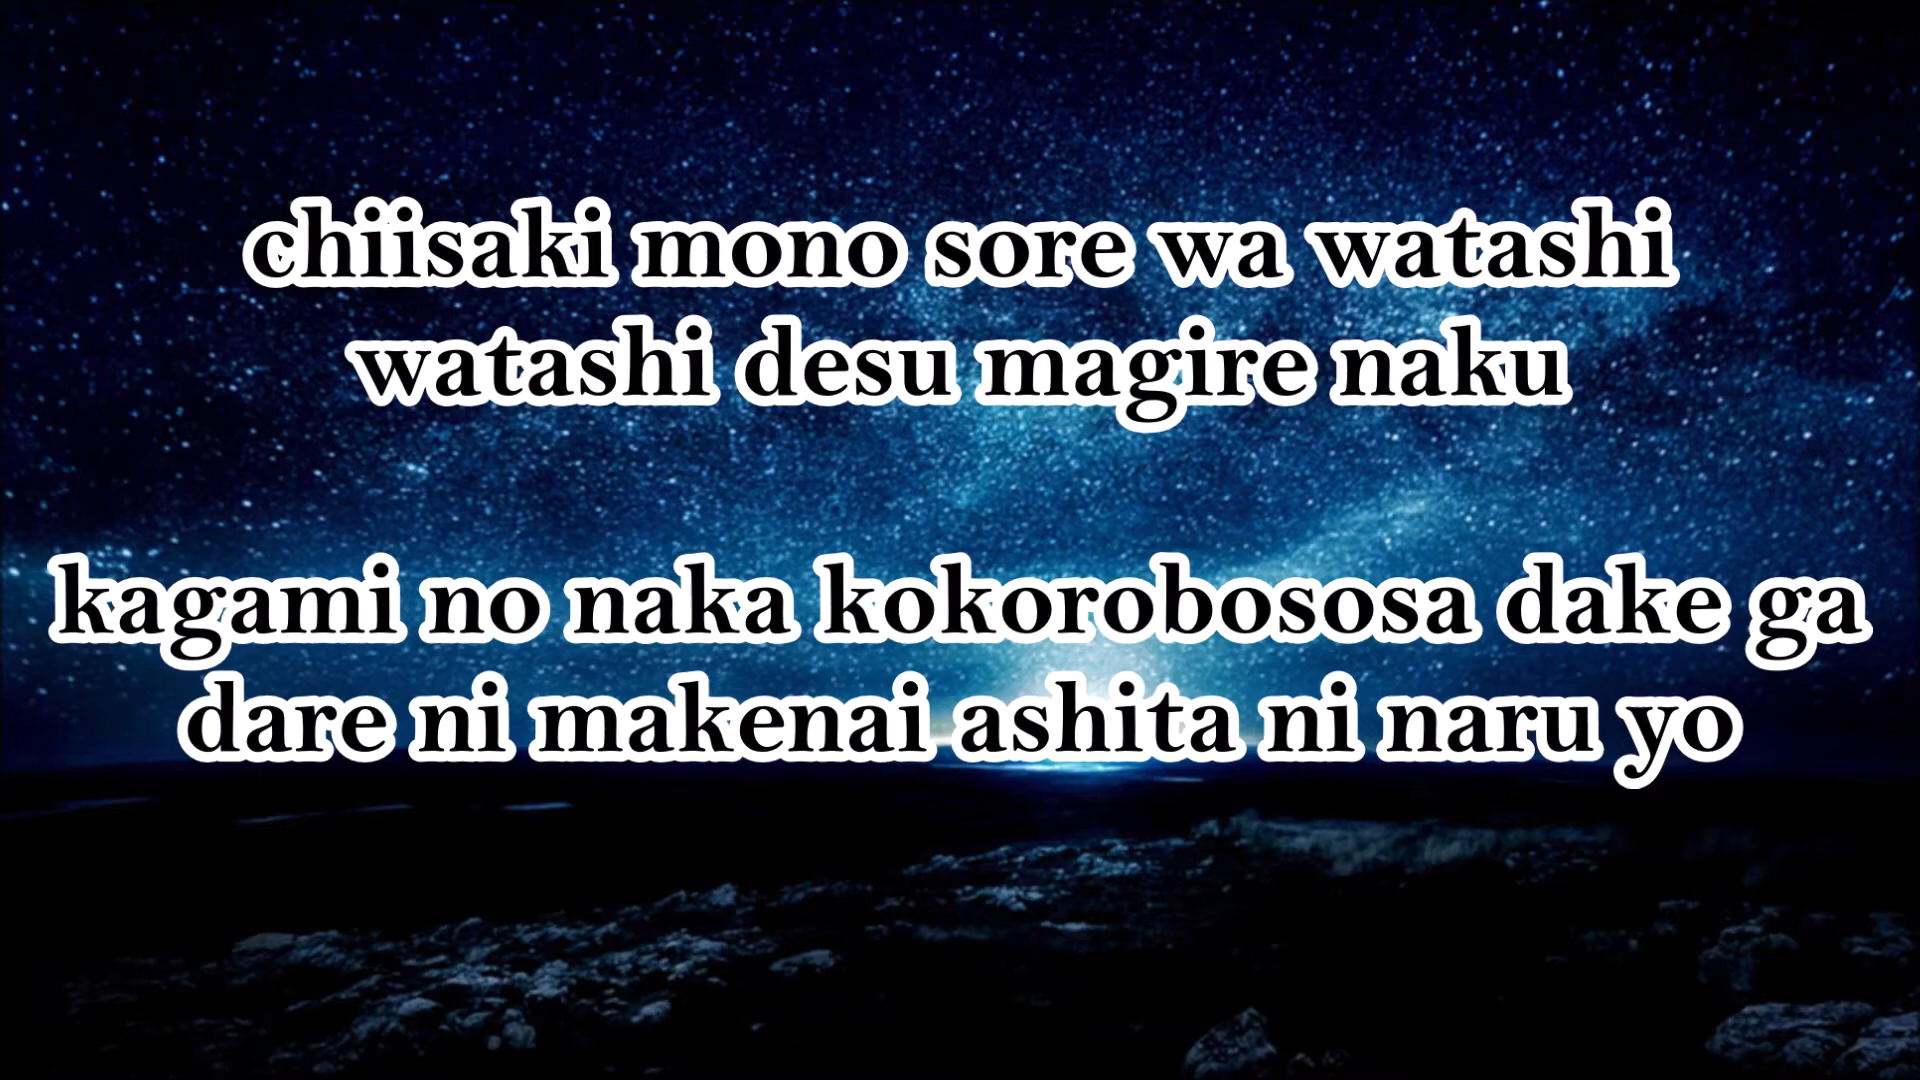 chiisaki mono sore wa watashi
watashi desu magire naku
kagami no naka kokorobososa dake ga
dare ni makenai ashita ni naru yo